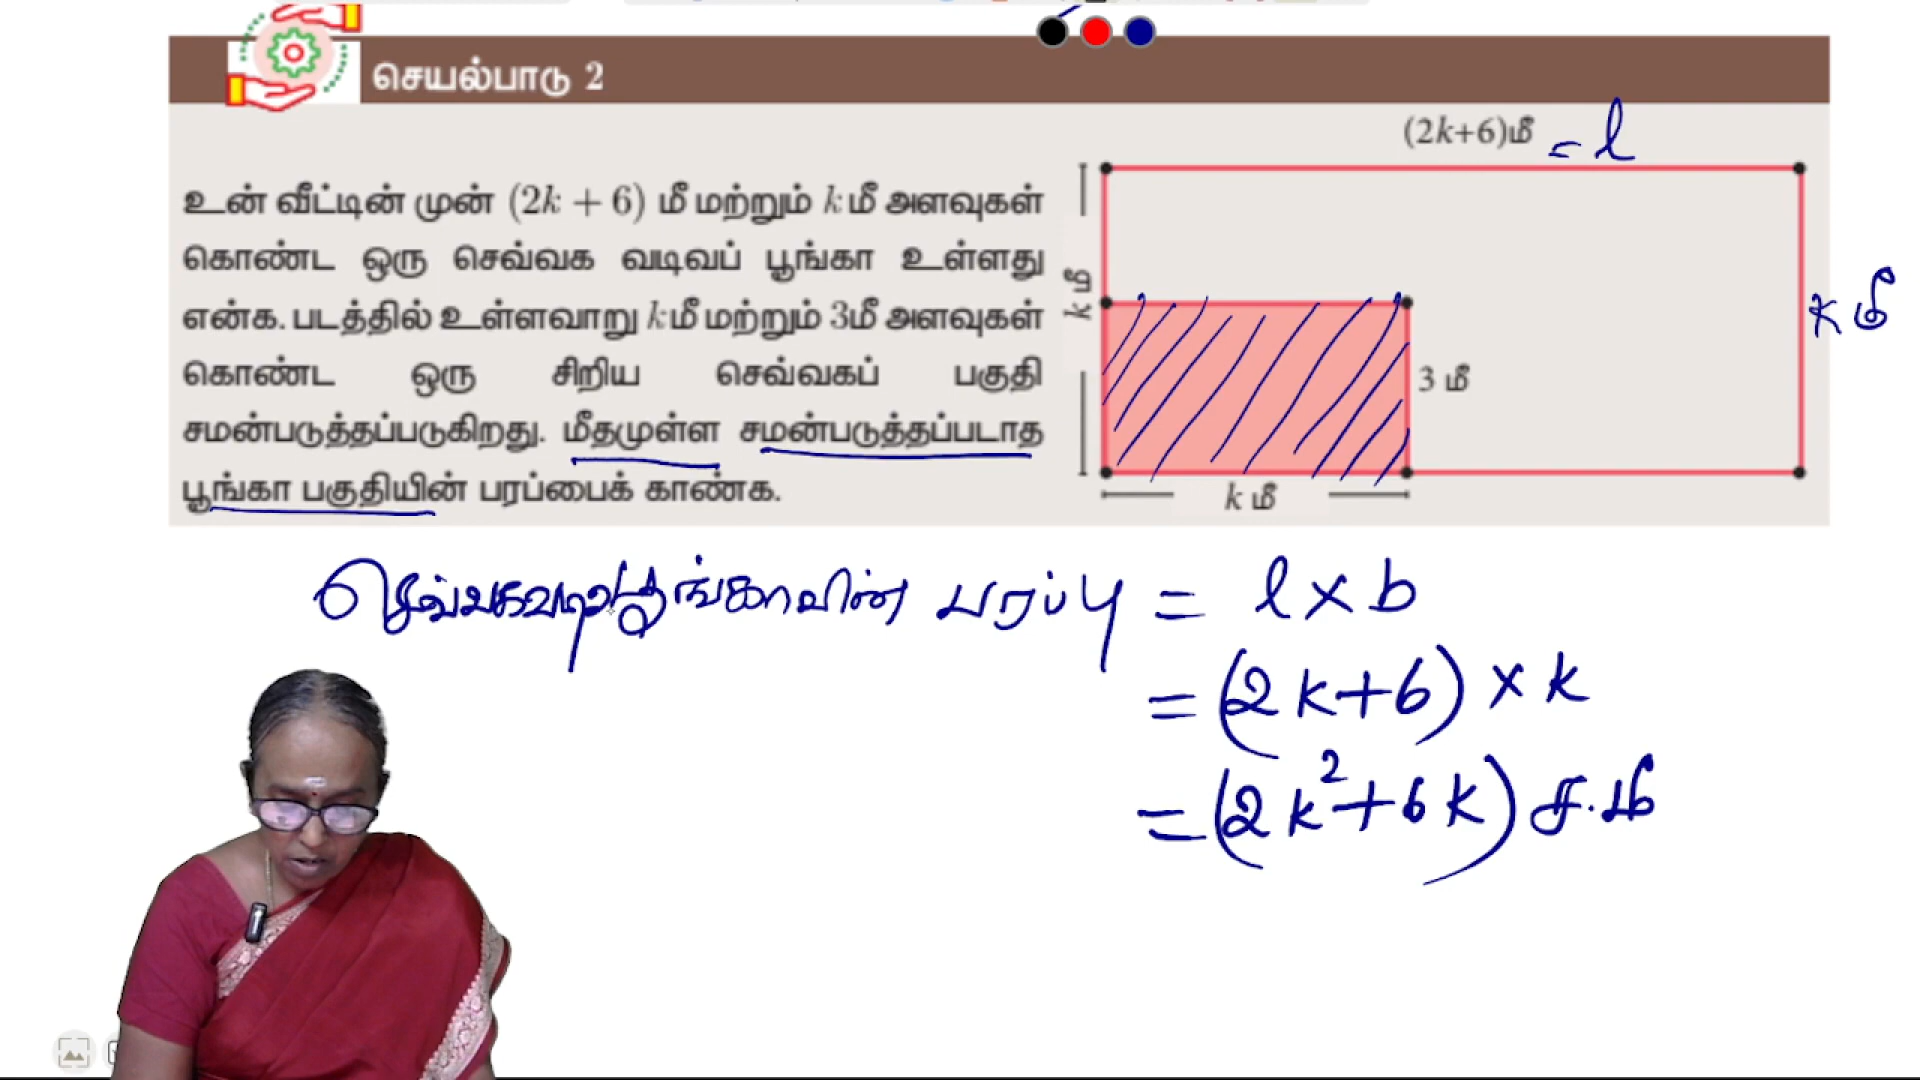 செயல்பாடு 2
உன் வீட்டின் முன் (2k + 6) மீ மற்றும் k மீ அளவுகள்
கொண்ட ஒரு செவ்வக வடிவப் பூங்கா உள்ளது
என்க. படத்தில் உள்ளவாறு k மீ மற்றும் 3மீ அளவுகள்
கொண்ட ஒரு சிறிய செவ்வகப் பகுதி
சமன்படுத்தப்படுகிறது. மீதமுள்ள சமன்படுத்தப்படாத
பூங்கா பகுதியின் பரப்பைக் காண்க.
(2k+6)மீ = l
k மீ
k மீ
3 மீ
k மீ
செவ்வகவடிவபூங்காவின் பரப்பு = l x b
= (2k+6) x k
= (2k²+6k) ச.மீ